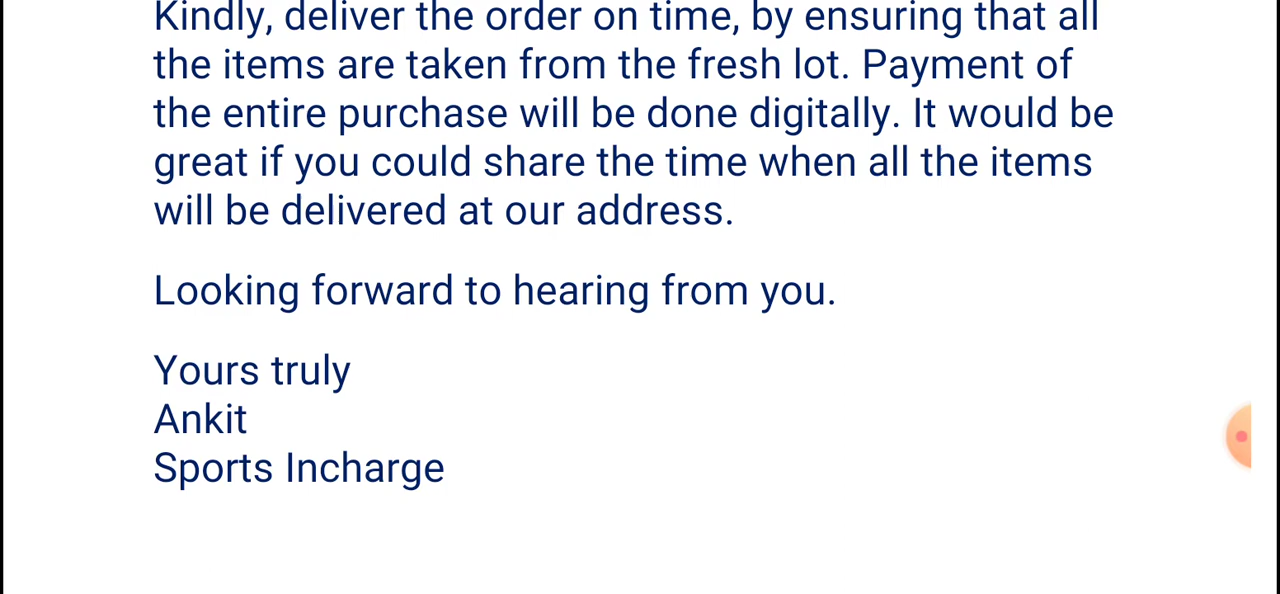 Kindly, deliver the order on time, by ensuring that all
the items are taken from the fresh lot. Payment of
the entire purchase will be done digitally. It would be
great if you could share the time when all the items
will be delivered at our address.
Looking forward to hearing from you.
Yours truly
Ankit
Sports Incharge